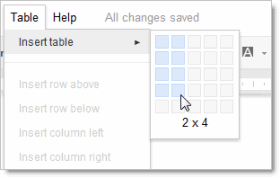 Table Help All changes saved
Insert table
Insert row above
Insert row below
Insert column left
Insert column right
2 x 4
A